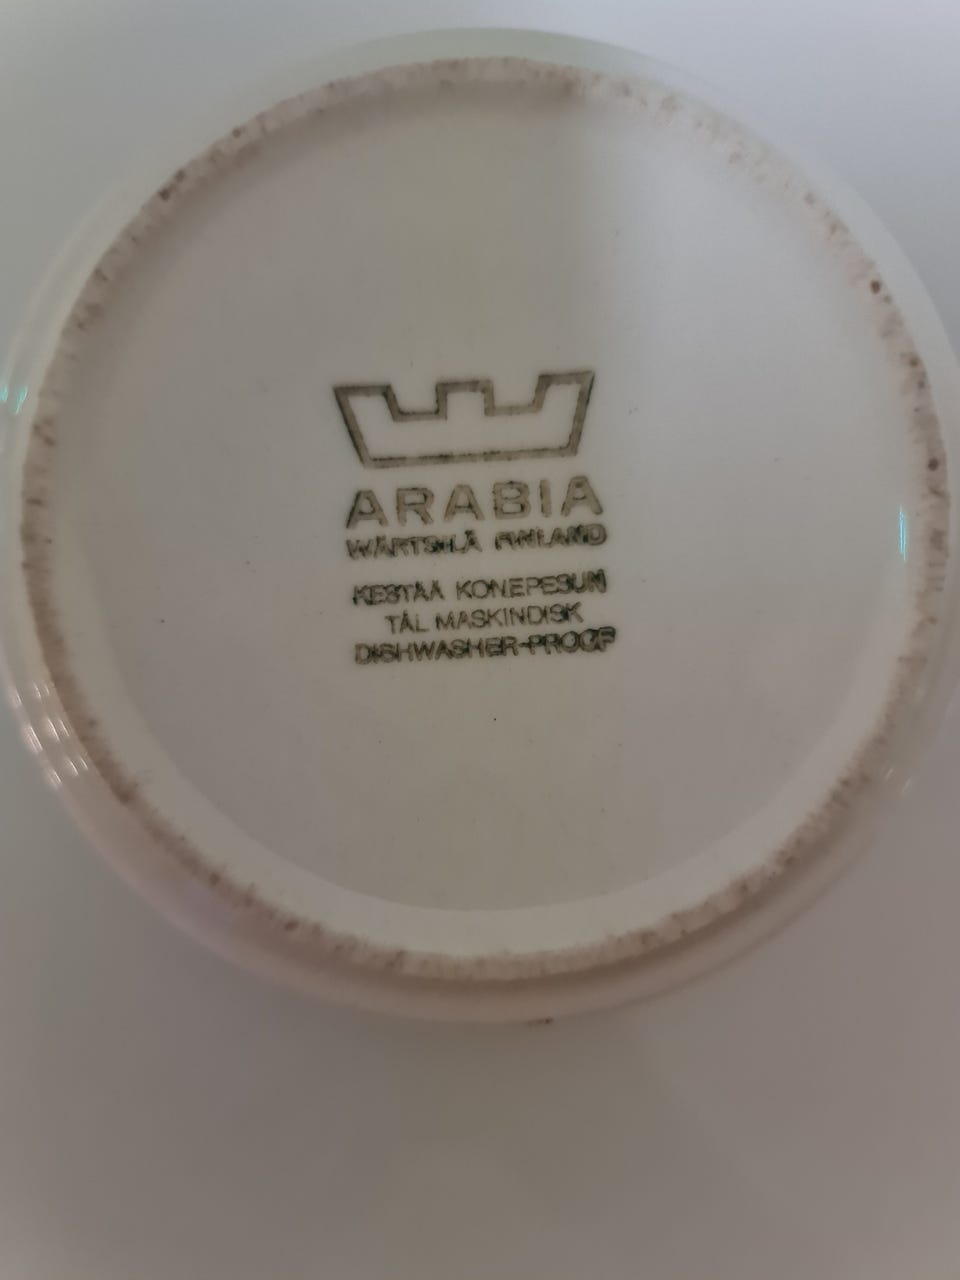 ARABIA
WÄRTSILÄ FINLAND
KESTÄÄ KONEPESUN
TÅL MASKINDISK
DISHWASHER-PROOF